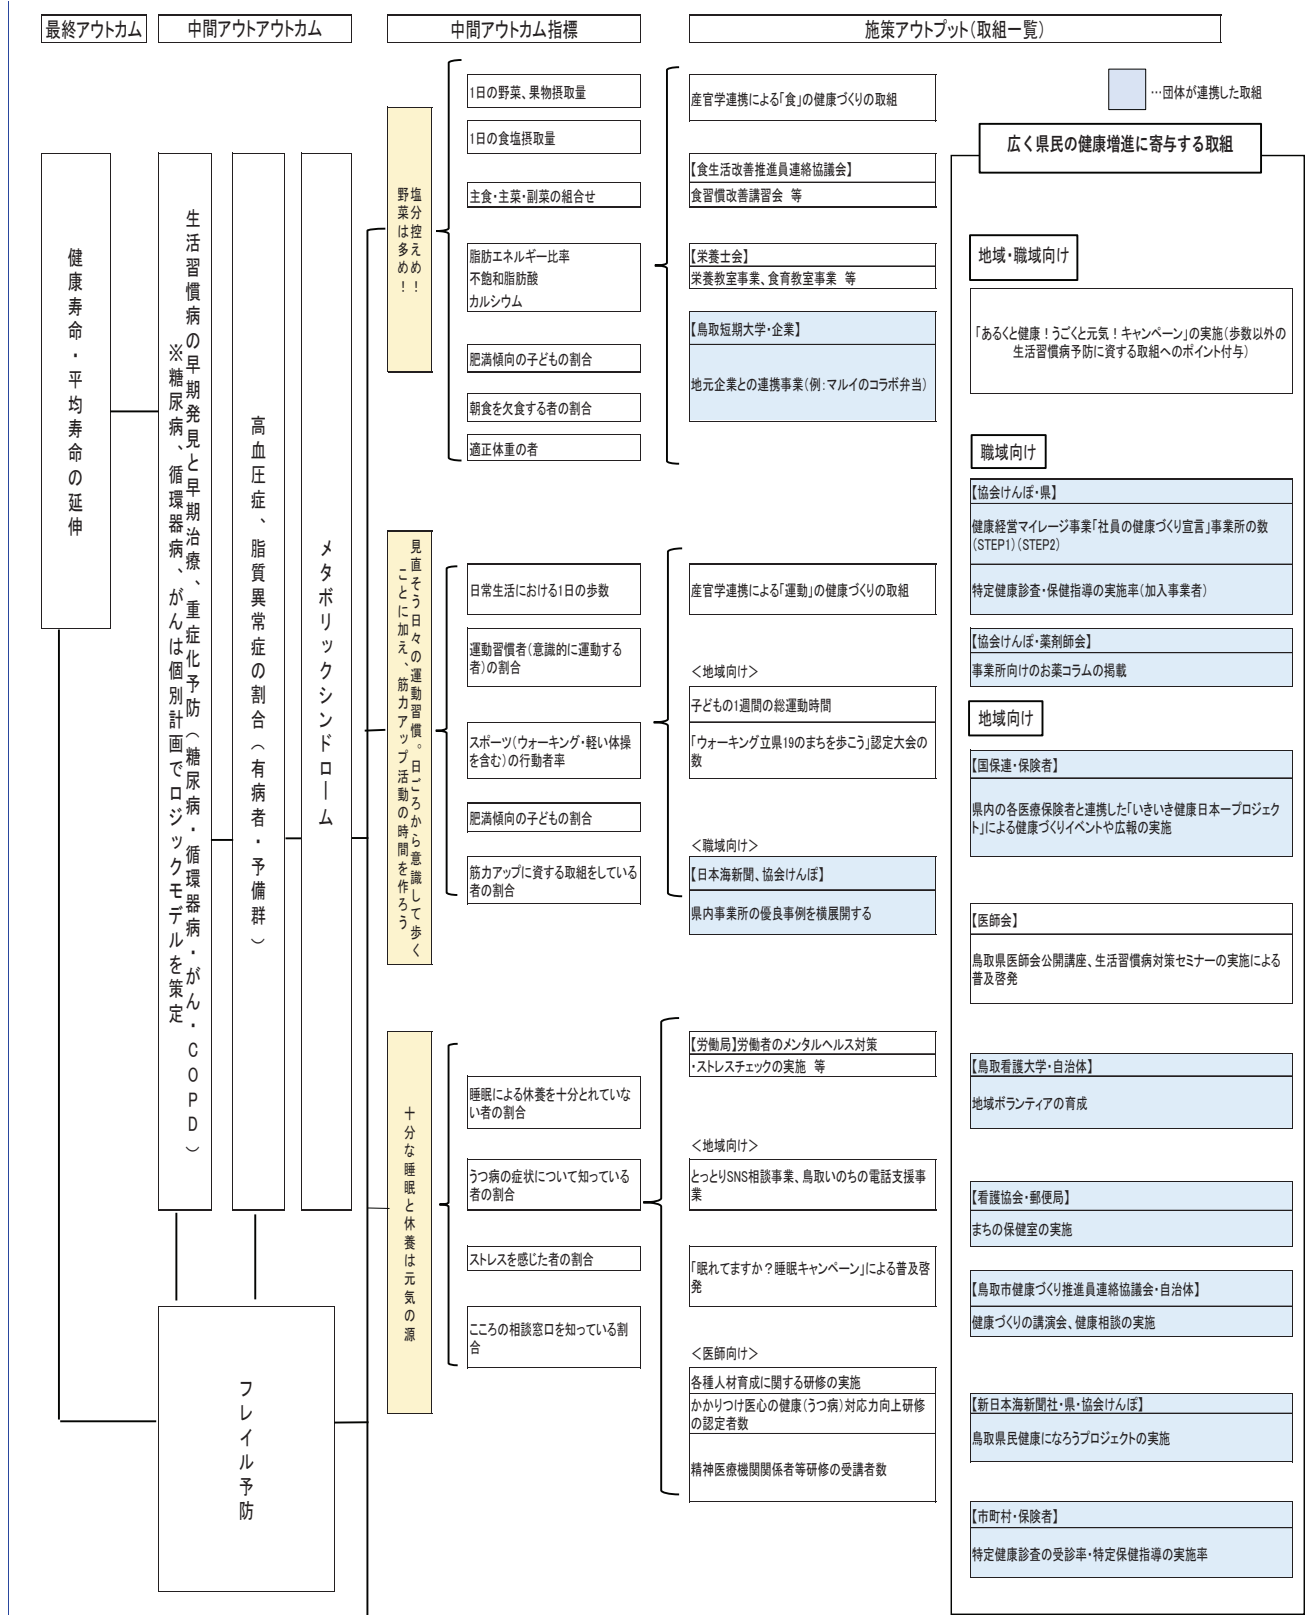 最終アウトカム
中間アウトアウトカム
中間アウトカム指標
施策アウトプット(取組一覧)
健康寿命・平均寿命の延伸
生活習慣病の早期発見と早期治療、重症化予防(糖尿病・循環器病・がん・COPD)
※糖尿病、循環器病、がんは個別計画でロジックモデルを策定
高血圧症、脂質異常症の割合(有病者・予備群)
メタボリックシンドローム
フレイル予防
塩分控えめ!
野菜は多め!
1日の野菜、果物摂取量
1日の食塩摂取量
主食・主菜・副菜の組合せ
脂肪エネルギー比率
不飽和脂肪酸
カルシウム
肥満傾向の子どもの割合
朝食を欠食する者の割合
適正体重の者
産官学連携による「食」の健康づくりの取組
【食生活改善推進員連絡協議会】
食習慣改善講習会 等
【栄養士会】
栄養教室事業、食育教室事業 等
【鳥取短期大学・企業】
地元企業との連携事業(例:マルイのコラボ弁当)
見直そう日々の運動習慣。日ごろから意識して歩く
ことに加え、筋力アップ活動の時間を作ろう
日常生活における1日の歩数
運動習慣者(意識的に運動する
者)の割合
スポーツ(ウォーキング・軽い体操
を含む)の行動者率
肥満傾向の子どもの割合
筋力アップに資する取組をしている
者の割合
産官学連携による「運動」の健康づくりの取組
<地域向け>
子どもの1週間の総運動時間
「ウォーキング立県19のまちを歩こう」認定大会の
数
<職域向け>
【日本海新聞、協会けんぽ】
県内事業所の優良事例を横展開する
十分な睡眠と休養は元気の源
睡眠による休養を十分とれていな
い者の割合
うつ病の症状について知っている
者の割合
ストレスを感じた者の割合
こころの相談窓口を知っている割
合
【労働局】労働者のメンタルヘルス対策
・ストレスチェックの実施 等
<地域向け>
とっとりSNS相談事業、鳥取いのちの電話支援事
業
「眠れてますか?睡眠キャンペーン」による普及啓
発
<医師向け>
各種人材育成に関する研修の実施
かかりつけ医心の健康(うつ病)対応力向上研修
の認定者数
精神医療機関関係者等研修の受講者数
…団体が連携した取組
広く県民の健康増進に寄与する取組
地域・職域向け
「あるくと健康!うごくと元気!キャンペーン」の実施(歩数以外の
生活習慣病予防に資する取組へのポイント付与)
職域向け
【協会けんぽ・県】
健康経営マイレージ事業「社員の健康づくり宣言」事業所の数
(STEP1)(STEP2)
特定健康診査・保健指導の実施率(加入事業者)
【協会けんぽ・薬剤師会】
事業所向けのお薬コラムの掲載
地域向け
【国保連・保険者】
県内の各医療保険者と連携した「いきいき健康日本一プロジェク
ト」による健康づくりイベントや広報の実施
【医師会】
鳥取県医師会公開講座、生活習慣病対策セミナーの実施による
普及啓発
【鳥取看護大学・自治体】
地域ボランティアの育成
【看護協会・郵便局】
まちの保健室の実施
【鳥取市健康づくり推進員連絡協議会・自治体】
健康づくりの講演会、健康相談の実施
【新日本海新聞社・県・協会けんぽ】
鳥取県民健康になろうプロジェクトの実施
【市町村・保険者】
特定健康診査の受診率・特定保健指導の実施率